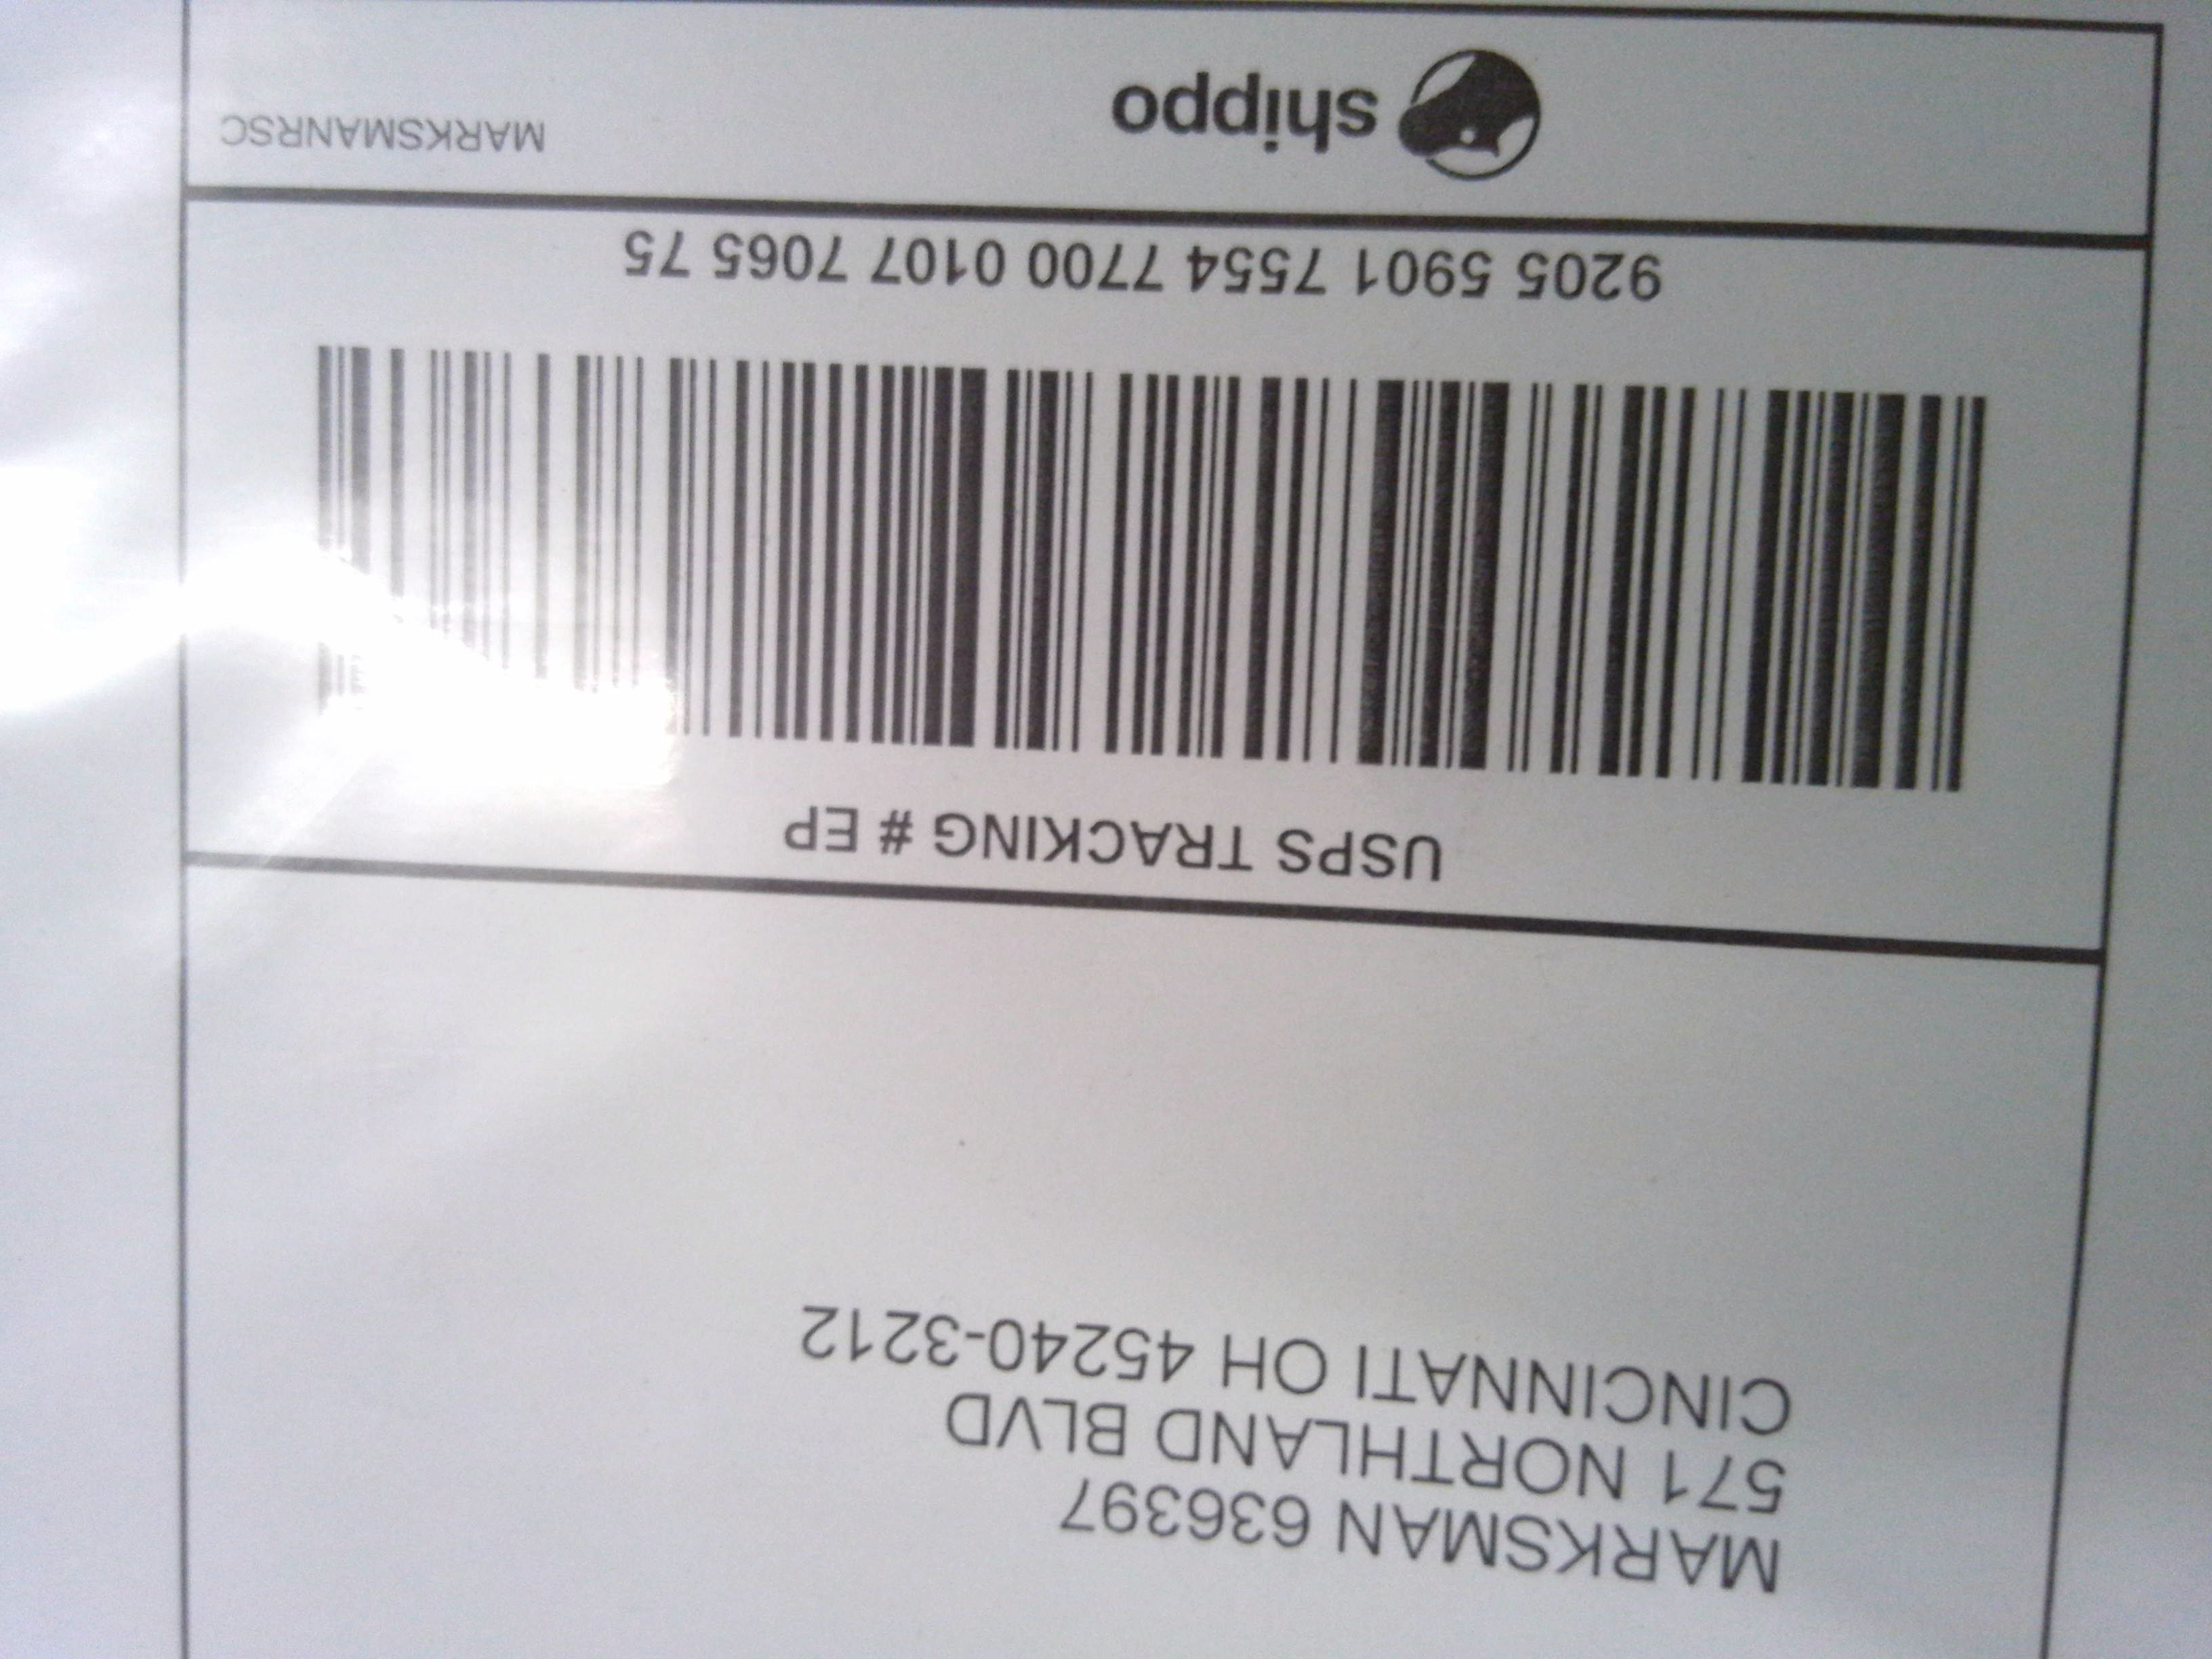 MARKSMAN 636397
571 NORTHLAND BLVD
CINCINNATI OH 45240-3212
USPS TRACKING # EP
9205 5901 7554 7700 0107 7065 75
shippo
MARKSMANRSC